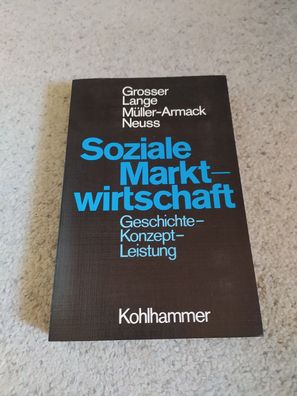 Grosser
Lange
Müller-Armack
Neuss
Soziale
Markt–
wirtschaft
Geschichte–
Konzept–
Leistung
Kohlhammer